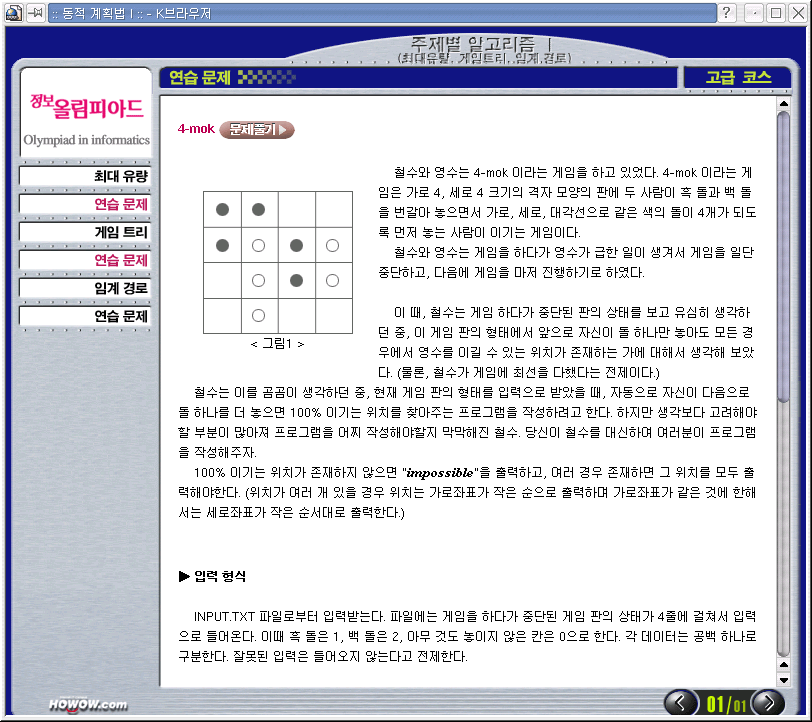 :: 동적 계획법 I :: - K브라우저
주제별 알고리즘 I
(최대유량, 게임트리, 임계경로)
정보올림피아드
Olympiad in informatics
최대 유량
연습 문제
게임 트리
연습 문제
임계 경로
연습 문제
HOWOW.com
연습 문제
고급 코스
4-mok 문제풀기
철수와 영수는 4-mok 이라는 게임을 하고 있었다. 4-mok 이라는 게
임은 가로 4, 세로 4 크기의 격자 모양의 판에 두 사람이 흑 돌과 백 돌
을 번갈아 놓으면서 가로, 세로, 대각선으로 같은 색의 돌이 4개가 되도
록 먼저 놓는 사람이 이기는 게임이다.
철수와 영수는 게임을 하다가 영수가 급한 일이 생겨서 게임을 일단
중단하고, 다음에 게임을 마저 진행하기로 하였다.
< 그림1 >
이 때, 철수는 게임 하다가 중단된 판의 상태를 보고 유심히 생각하
던 중, 이 게임 판의 형태에서 앞으로 자신이 돌 하나만 놓아도 모든 경
우에서 영수를 이길 수 있는 위치가 존재하는 가에 대해서 생각해 보았
다. (물론, 철수가 게임에 최선을 다했다는 전제이다.)
철수는 이를 곰곰이 생각하던 중, 현재 게임 판의 형태를 입력으로 받았을 때, 자동으로 자신이 다음으로
돌 하나를 더 놓으면 100% 이기는 위치를 찾아주는 프로그램을 작성하려고 한다. 하지만 생각보다 고려해야
할 부분이 많아져 프로그램을 어찌 작성해야할지 막막해진 철수. 당신이 철수를 대신하여 여러분이 프로그램
을 작성해주자.
100% 이기는 위치가 존재하지 않으면 "impossible"을 출력하고, 여러 경우 존재하면 그 위치를 모두 출
력해야한다. (위치가 여러 개 있을 경우 위치는 가로좌표가 작은 순으로 출력하며 가로좌표가 같은 것에 한해
서는 세로좌표가 작은 순서대로 출력한다.)
▶ 입력 형식
INPUT.TXT 파일로부터 입력받는다. 파일에는 게임을 하다가 중단된 게임 판의 상태가 4줄에 걸쳐서 입력
으로 들어온다. 이때 흑 돌은 1, 백 돌은 2, 아무 것도 놓이지 않은 칸은 0으로 한다. 각 데이터는 공백 하나로
구분한다. 잘못된 입력은 들어오지 않는다고 전제한다.
01/01